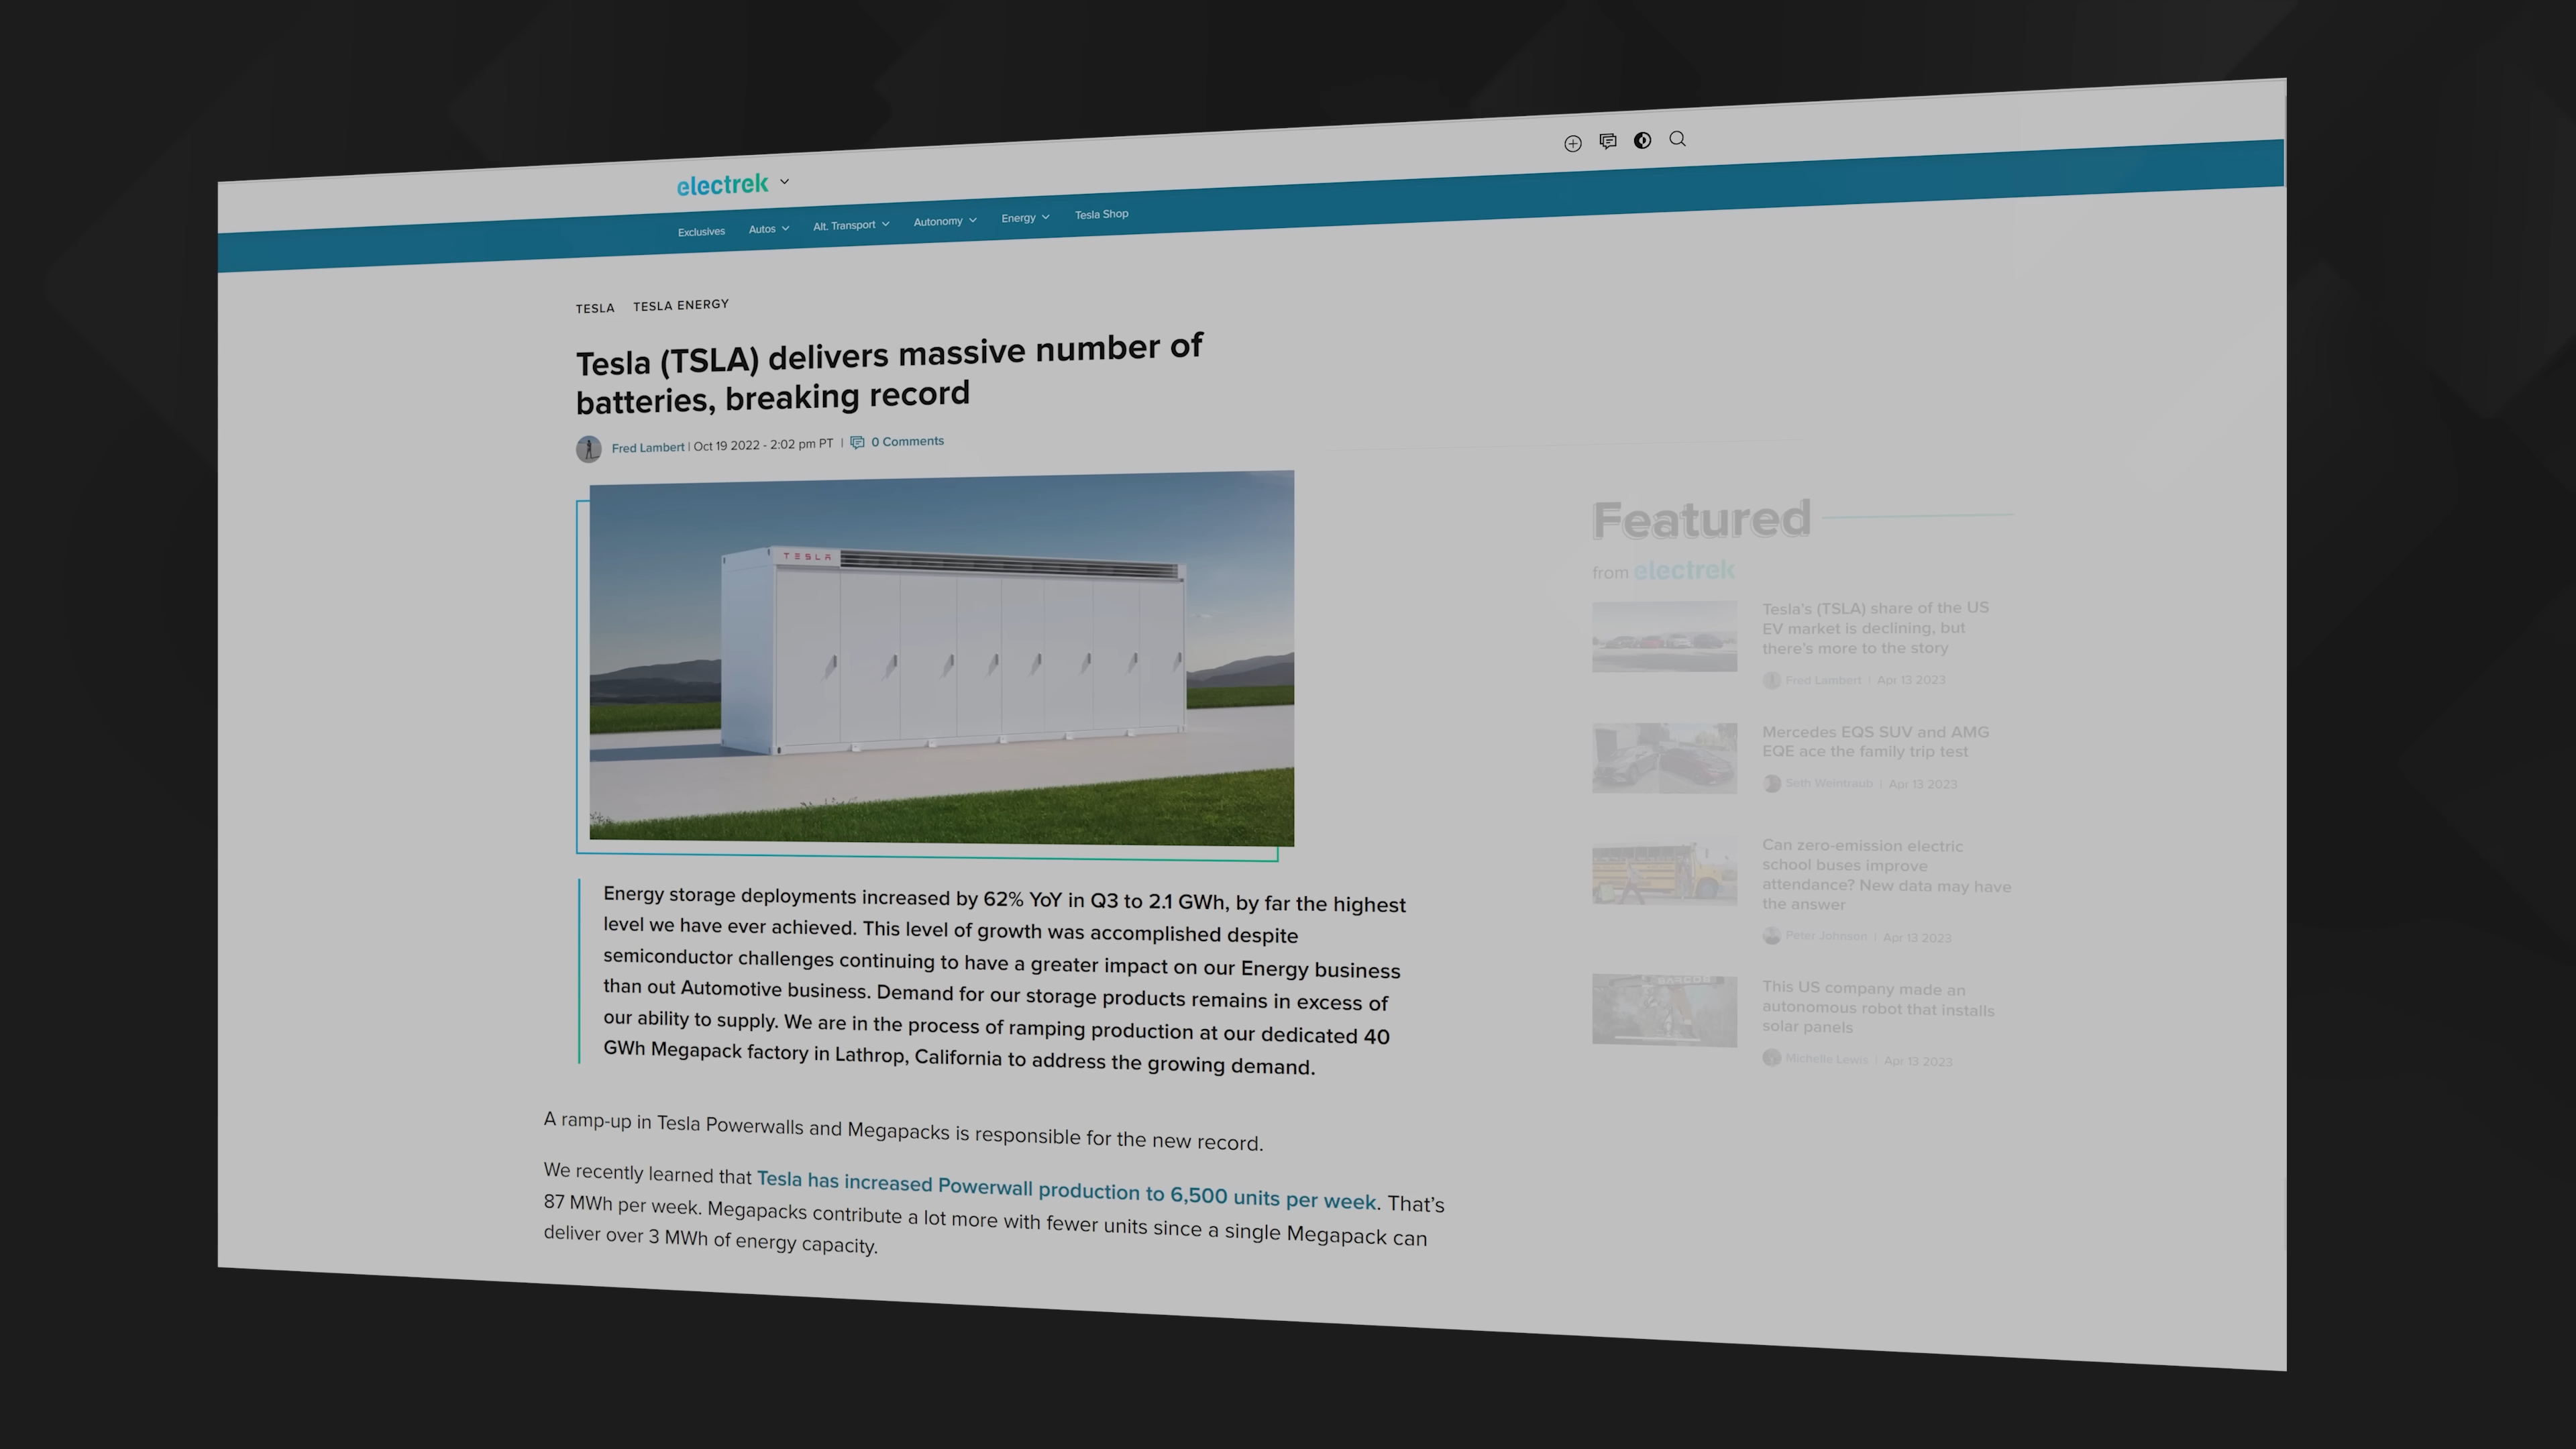 electrek
Exclusives Autos Alt. Transport Autonomy Energy Tesla Shop
TESLA TESLA ENERGY
Tesla (TSLA) delivers massive number of
batteries, breaking record
Fred Lambert | Oct 19 2022 - 2:02 pm PT | 0 Comments
TESLA
Energy storage deployments increased by 62% YoY in Q3 to 2.1 GWh, by far the highest
level we have ever achieved. This level of growth was accomplished despite
semiconductor challenges continuing to have a greater impact on our Energy business
than out Automotive business. Demand for our storage products remains in excess of
our ability to supply. We are in the process of ramping production at our dedicated 40
GWh Megapack factory in Lathrop, California to address the growing demand.
A ramp-up in Tesla Powerwalls and Megapacks is responsible for the new record.
We recently learned that Tesla has increased Powerwall production to 6,500 units per week. That's
87 MWh per week. Megapacks contribute a lot more with fewer units since a single Megapack can
deliver over 3 MWh of energy capacity.
Featured
from electrek
Tesla's (TSLA) share of the US
EV market is declining, but
there's more to the story
Fred Lambert | Apr 13 2023
Mercedes EQS SUV and AMG
EQE ace the family trip test
Seth Weintraub | Apr 13 2023
Can zero-emission electric
school buses improve
attendance? New data may have
the answer
Peter Johnson | Apr 13 2023
This US company made an
autonomous robot that installs
solar panels
Michelle Lewis | Apr 13 2023